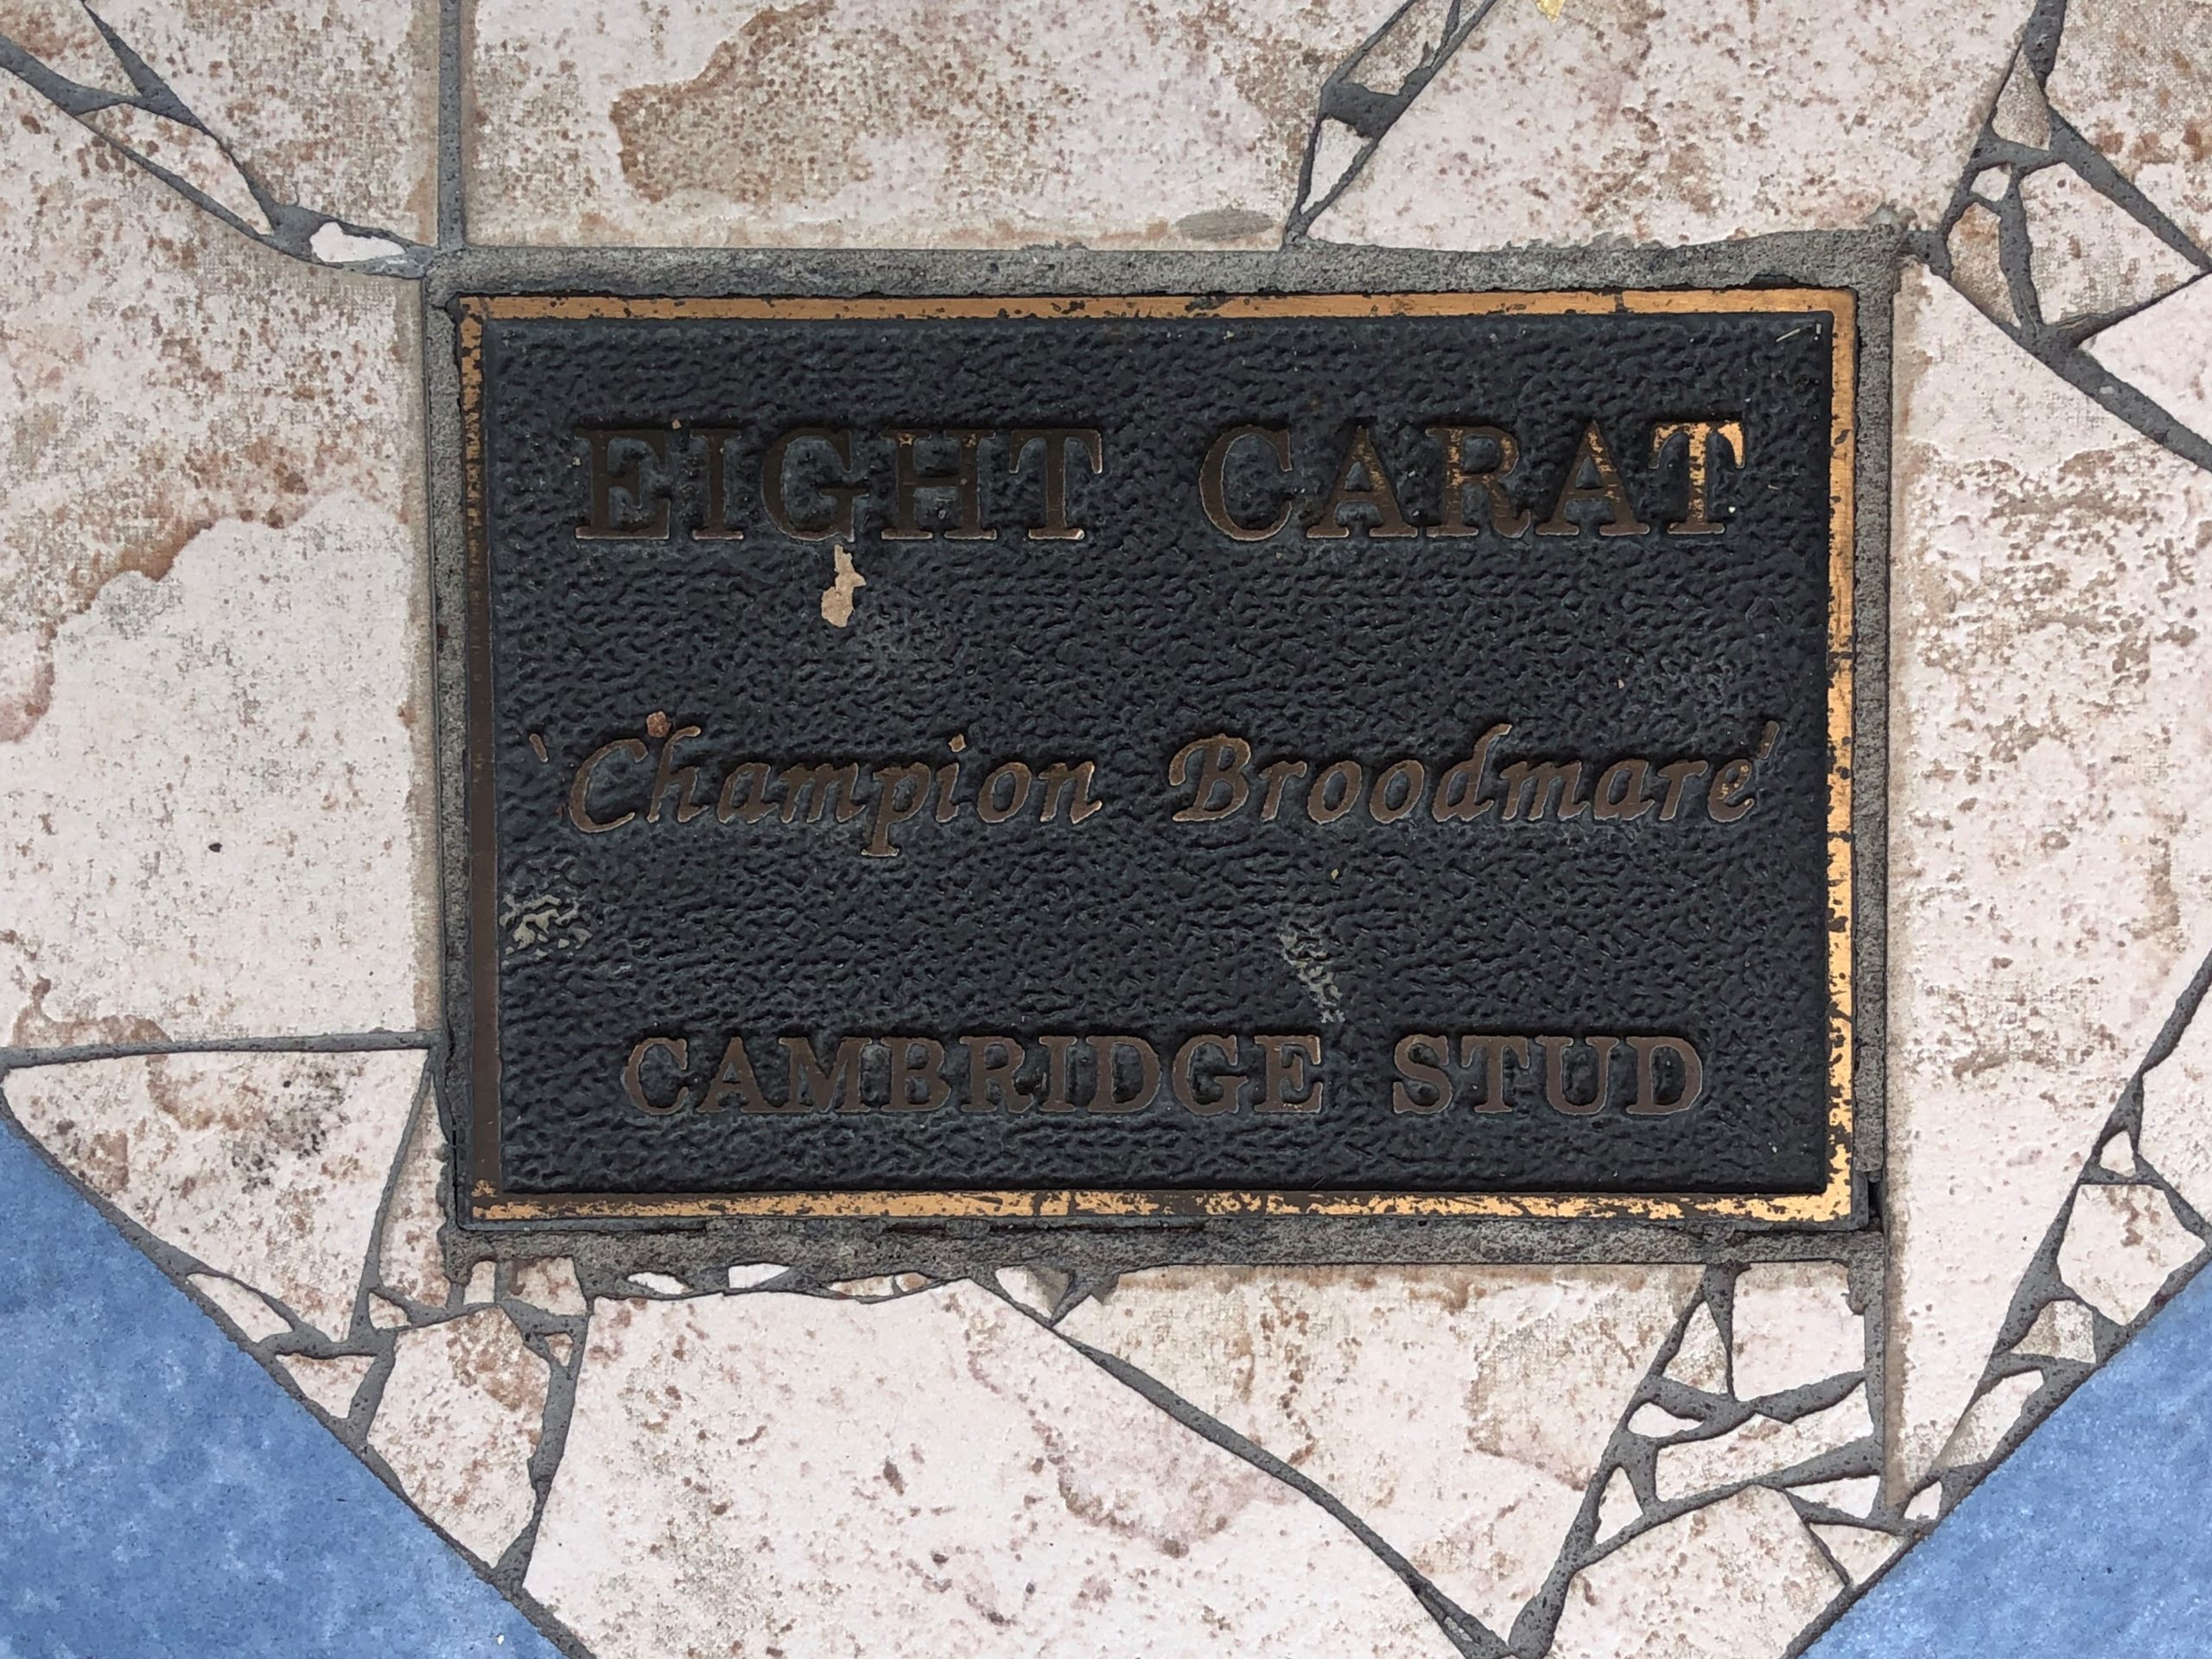 EIGHT CARAT
'Champion Broodmare'
CAMBRIDGE STUD